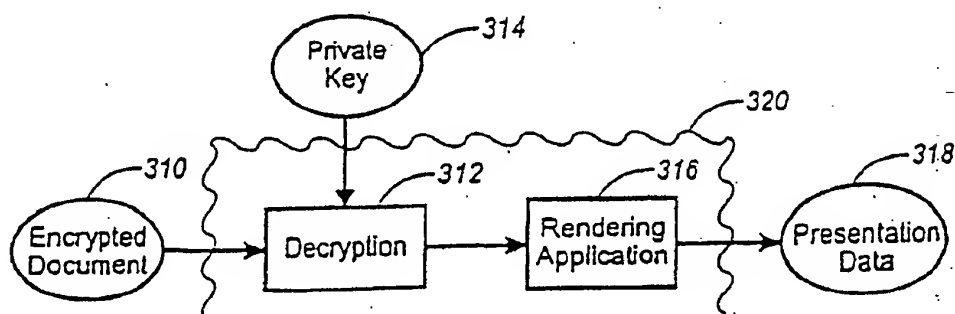 Private
Key
314
320
310
312
316
318
Encrypted
Document
Decryption
Rendering
Application
Presentation
Data